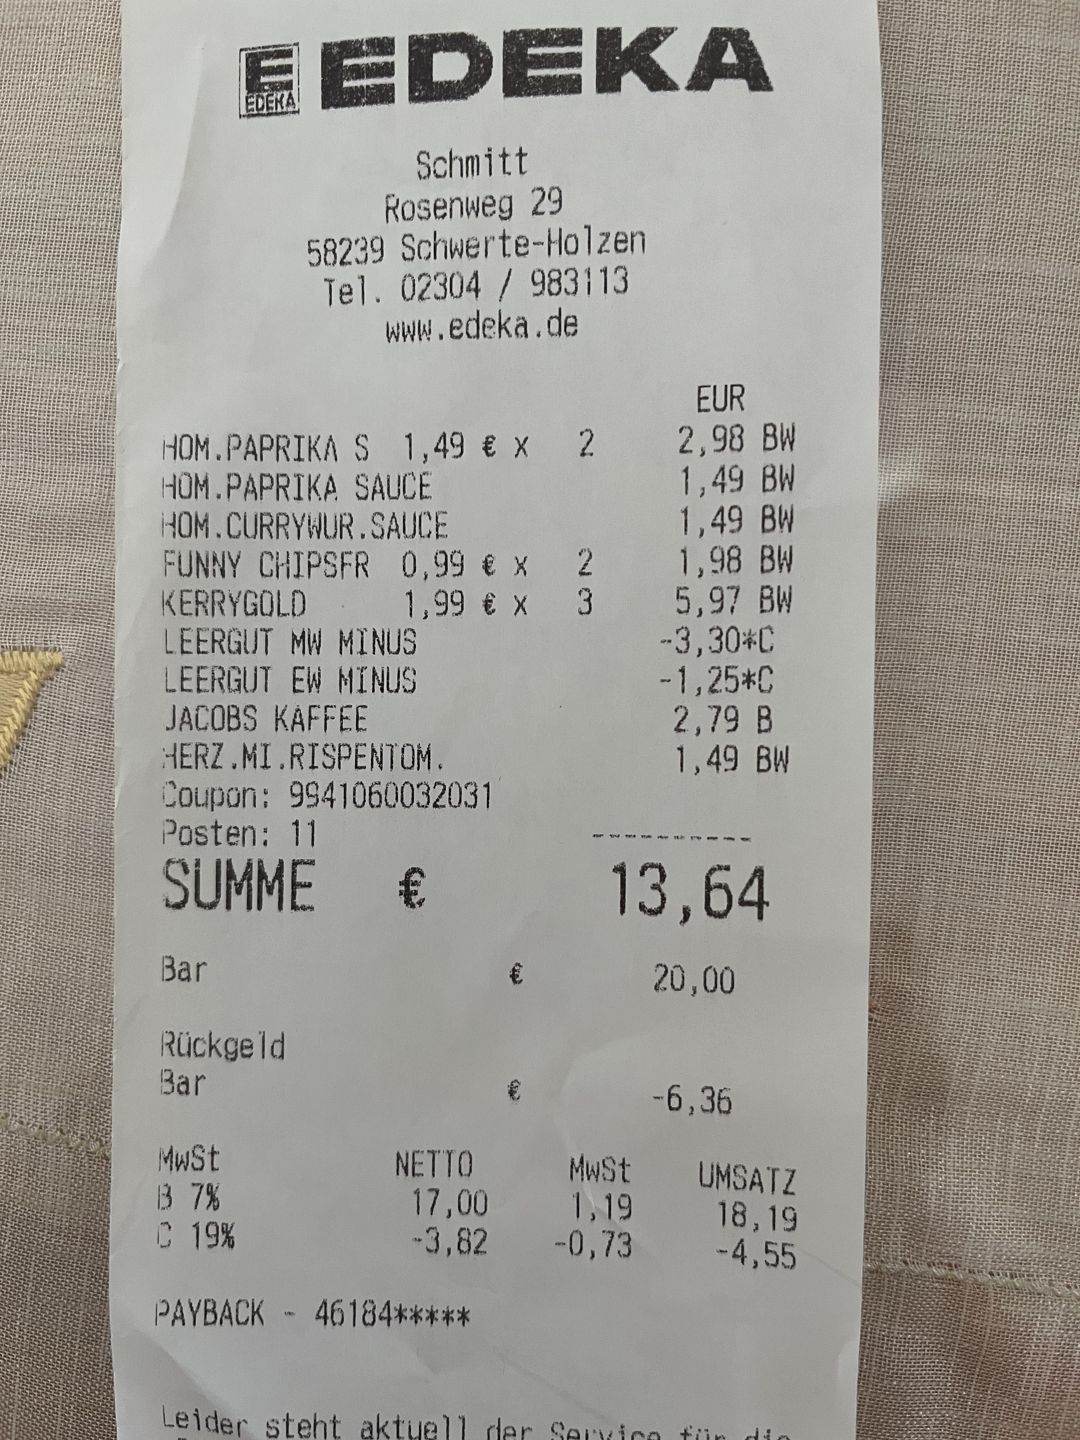 E
EDEKA
EDEKA
Schmitt
Rosenweg 29
58239 Schwerte-Holzen
Tel. 02304 / 983113
www.edeka.de
EUR
HOM.PAPRIKA S 1,49 € x 2 2,98 BW
HOM.PAPRIKA SAUCE 1,49 BW
HOM.CURRYWUR.SAUCE 1,49 BW
FUNNY CHIPSFR 0,99 € x 2 1,98 BW
KERRYGOLD 1,99 € x 3 5,97 BW
LEERGUT MW MINUS -3,30*C
LEERGUT EW MINUS -1,25*C
JACOBS KAFFEE 2,79 B
HERZ.MI.RISPENTOM. 1,49 BW
Coupon: 9941060032031
Posten: 11
----------
SUMME € 13,64
Bar € 20,00
Rückgeld
Bar € -6,36
MwSt NETTO MwSt UMSATZ
B 7% 17,00 1,19 18,19
C 19% -3,82 -0,73 -4,55
PAYBACK - 46184*****
Leider steht aktuell der Service für die